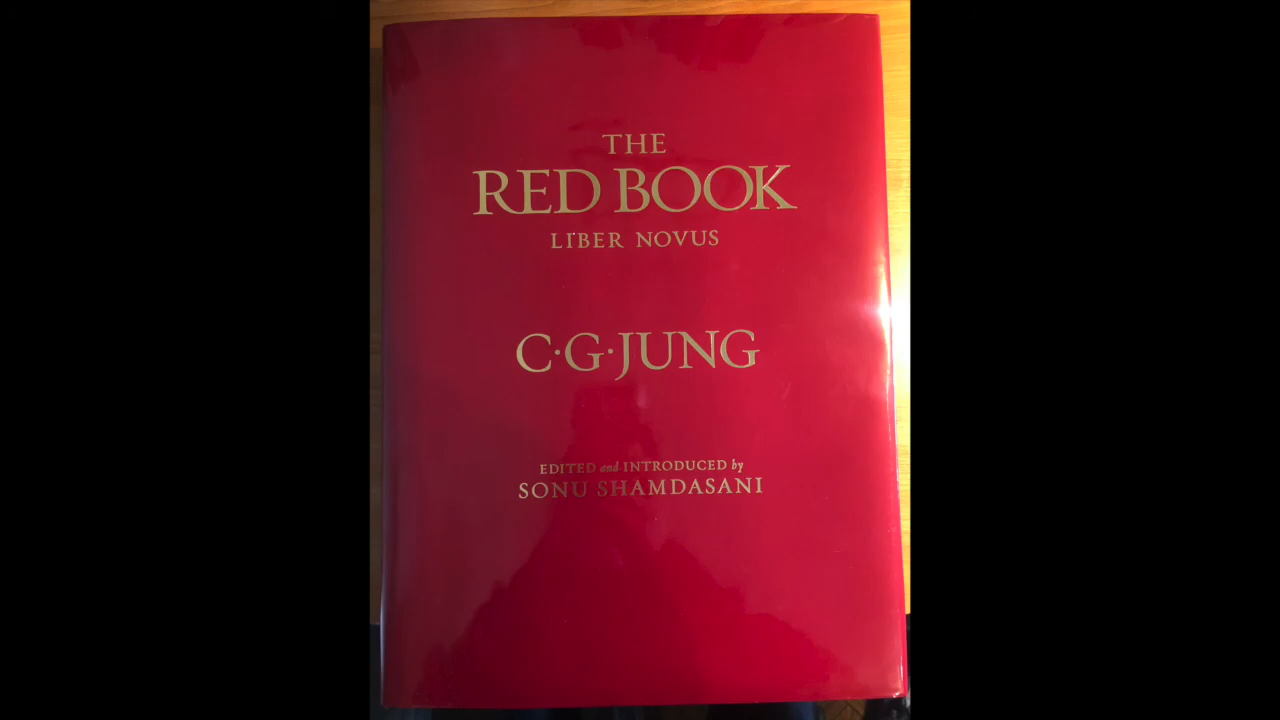 THE
RED BOOK
LIBER NOVUS
C·G·JUNG
EDITED and INTRODUCED by
SONU SHAMDASANI